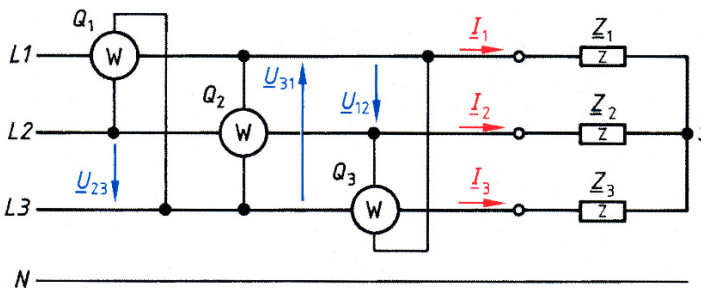 Q1
I1 Z1
L1 W U31 Z
Q2 U12 I2 Z2
L2 W Z
U23 Q3 I3 Z3
L3 W Z
N